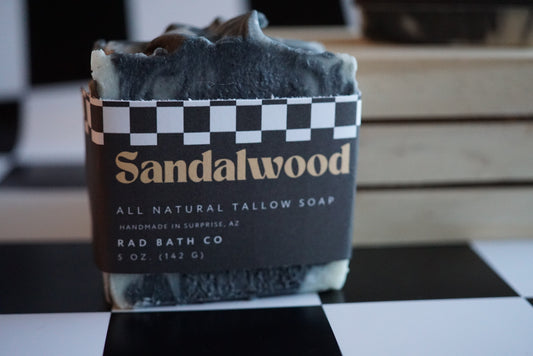 Sandalwood
ALL NATURAL TALLOW SOAP
HANDMADE IN SURPRISE, AZ
RAD BATH CO
5 OZ. (142 G)